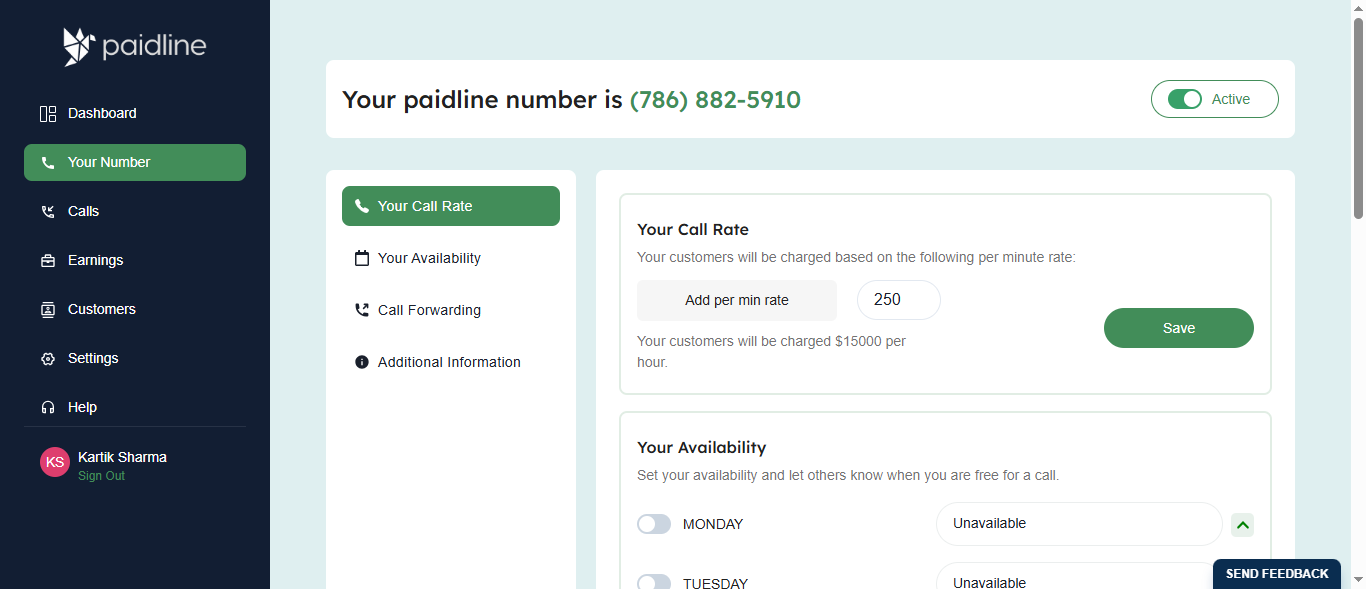 paidline
Dashboard
Your Number
Calls
Earnings
Customers
Settings
Help
KS
Kartik Sharma
Sign Out
Your paidline number is (786) 882-5910
Active
Your Call Rate
Your Availability
Call Forwarding
Additional Information
Your Call Rate
Your customers will be charged based on the following per minute rate:
Add per min rate
250
Save
Your customers will be charged $15000 per
hour.
Your Availability
Set your availability and let others know when you are free for a call.
MONDAY
Unavailable
TUESDAY
Unavailable
SEND FEEDBACK